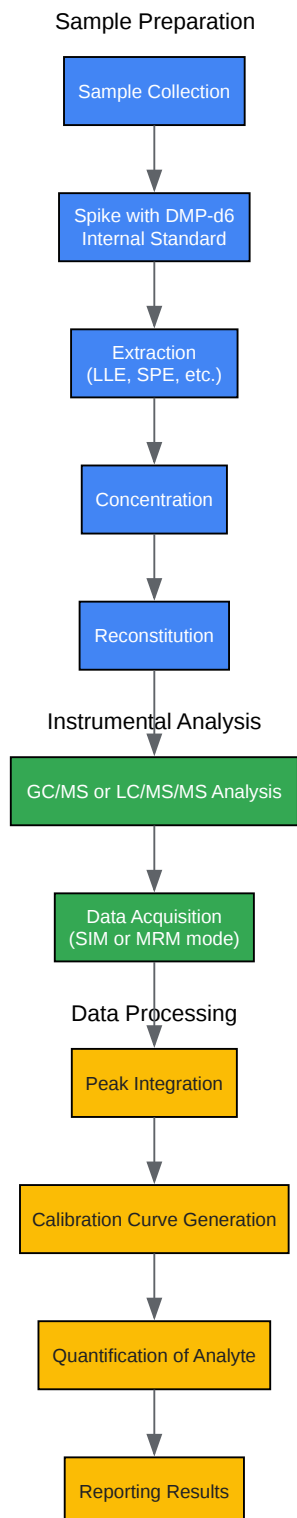 Sample Preparation
Sample Collection
Spike with DMP-d6
Internal Standard
Extraction
(LLE, SPE, etc.)
Concentration
Reconstitution
Instrumental Analysis
GC/MS or LC/MS/MS Analysis
Data Acquisition
(SIM or MRM mode)
Data Processing
Peak Integration
Calibration Curve Generation
Quantification of Analyte
Reporting Results